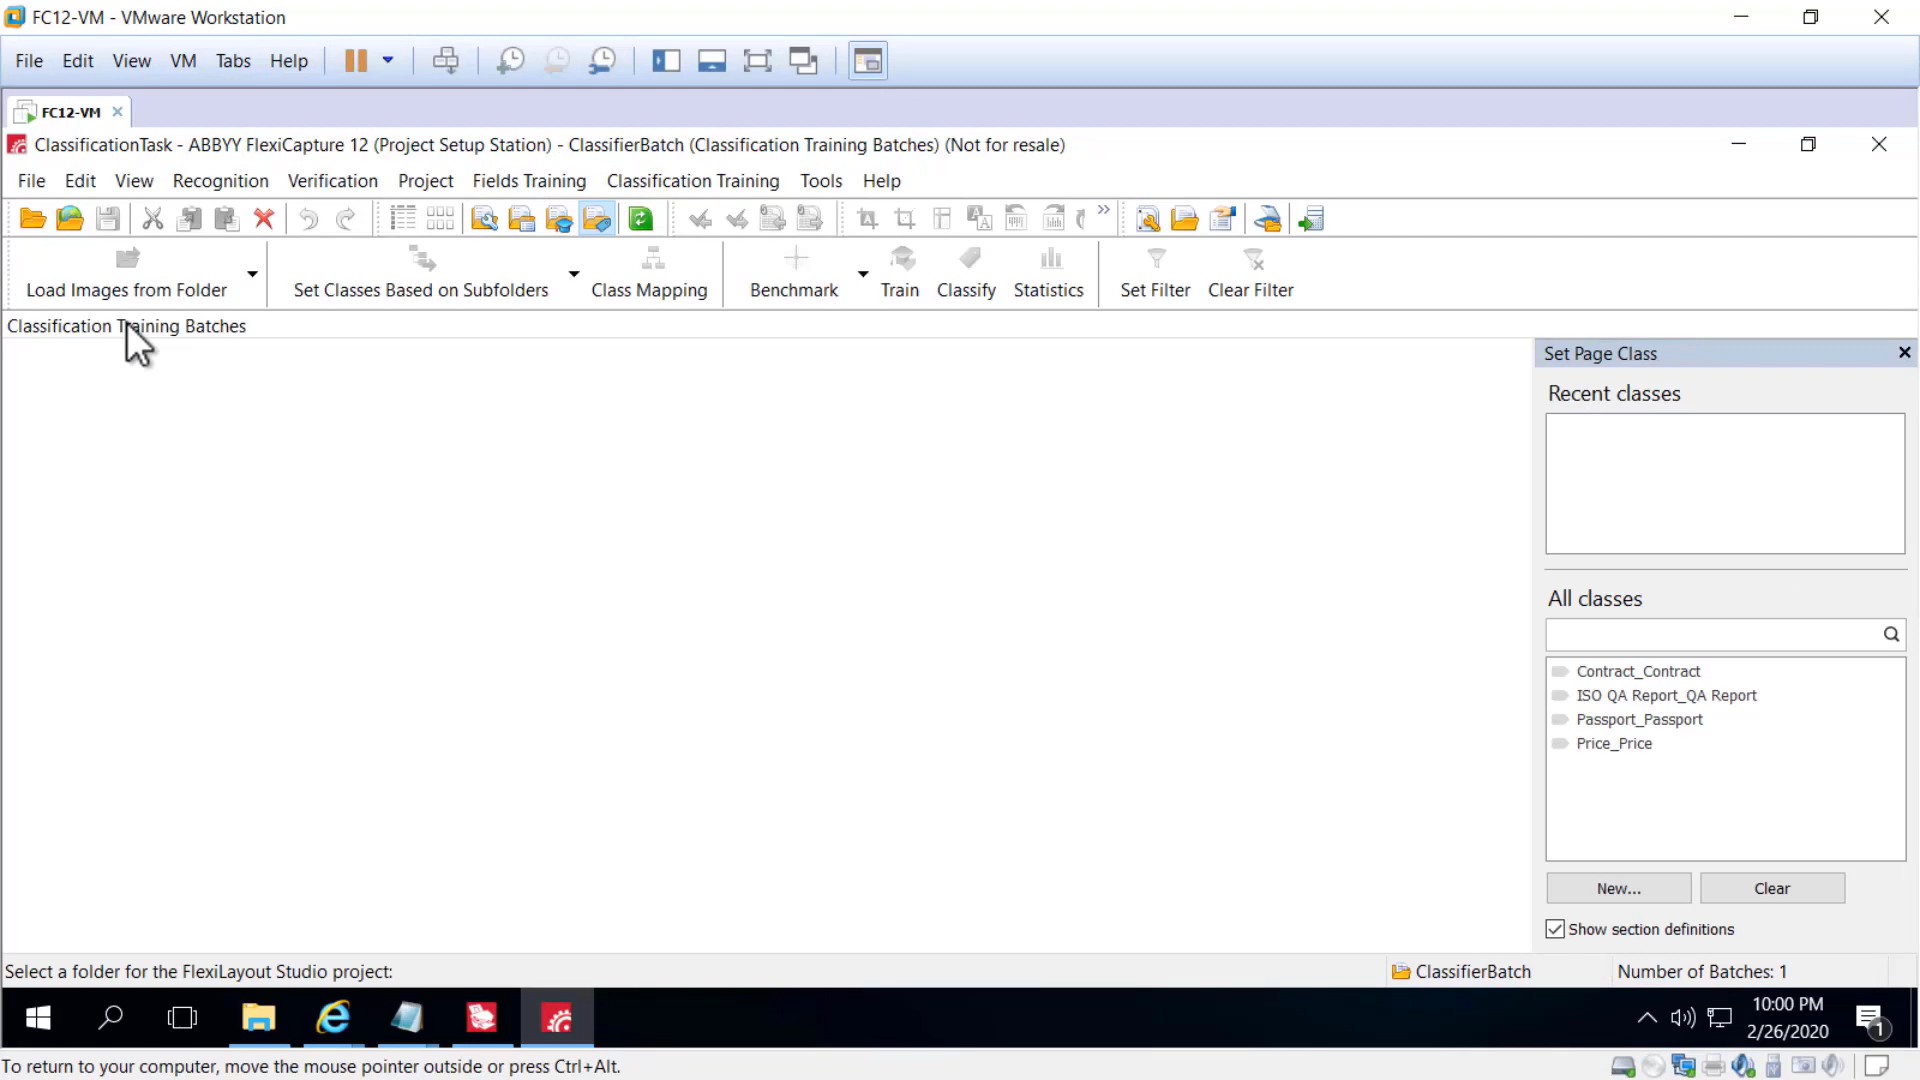 FC12-VM - VMware Workstation
File Edit View VM Tabs Help
FC12-VM
ClassificationTask - ABBYY FlexiCapture 12 (Project Setup Station) - ClassifierBatch (Classification Training Batches) (Not for resale)
File Edit View Recognition Verification Project Fields Training Classification Training Tools Help
Load Images from Folder Set Classes Based on Subfolders Class Mapping Benchmark Train Classify Statistics Set Filter Clear Filter
Classification Training Batches
Set Page Class
Recent classes
All classes
Contract_Contract
ISO QA Report_QA Report
Passport_Passport
Price_Price
New... Clear
Show section definitions
Select a folder for the FlexiLayout Studio project: ClassifierBatch Number of Batches: 1
10:00 PM
2/26/2020
1
To return to your computer, move the mouse pointer outside or press Ctrl+Alt.